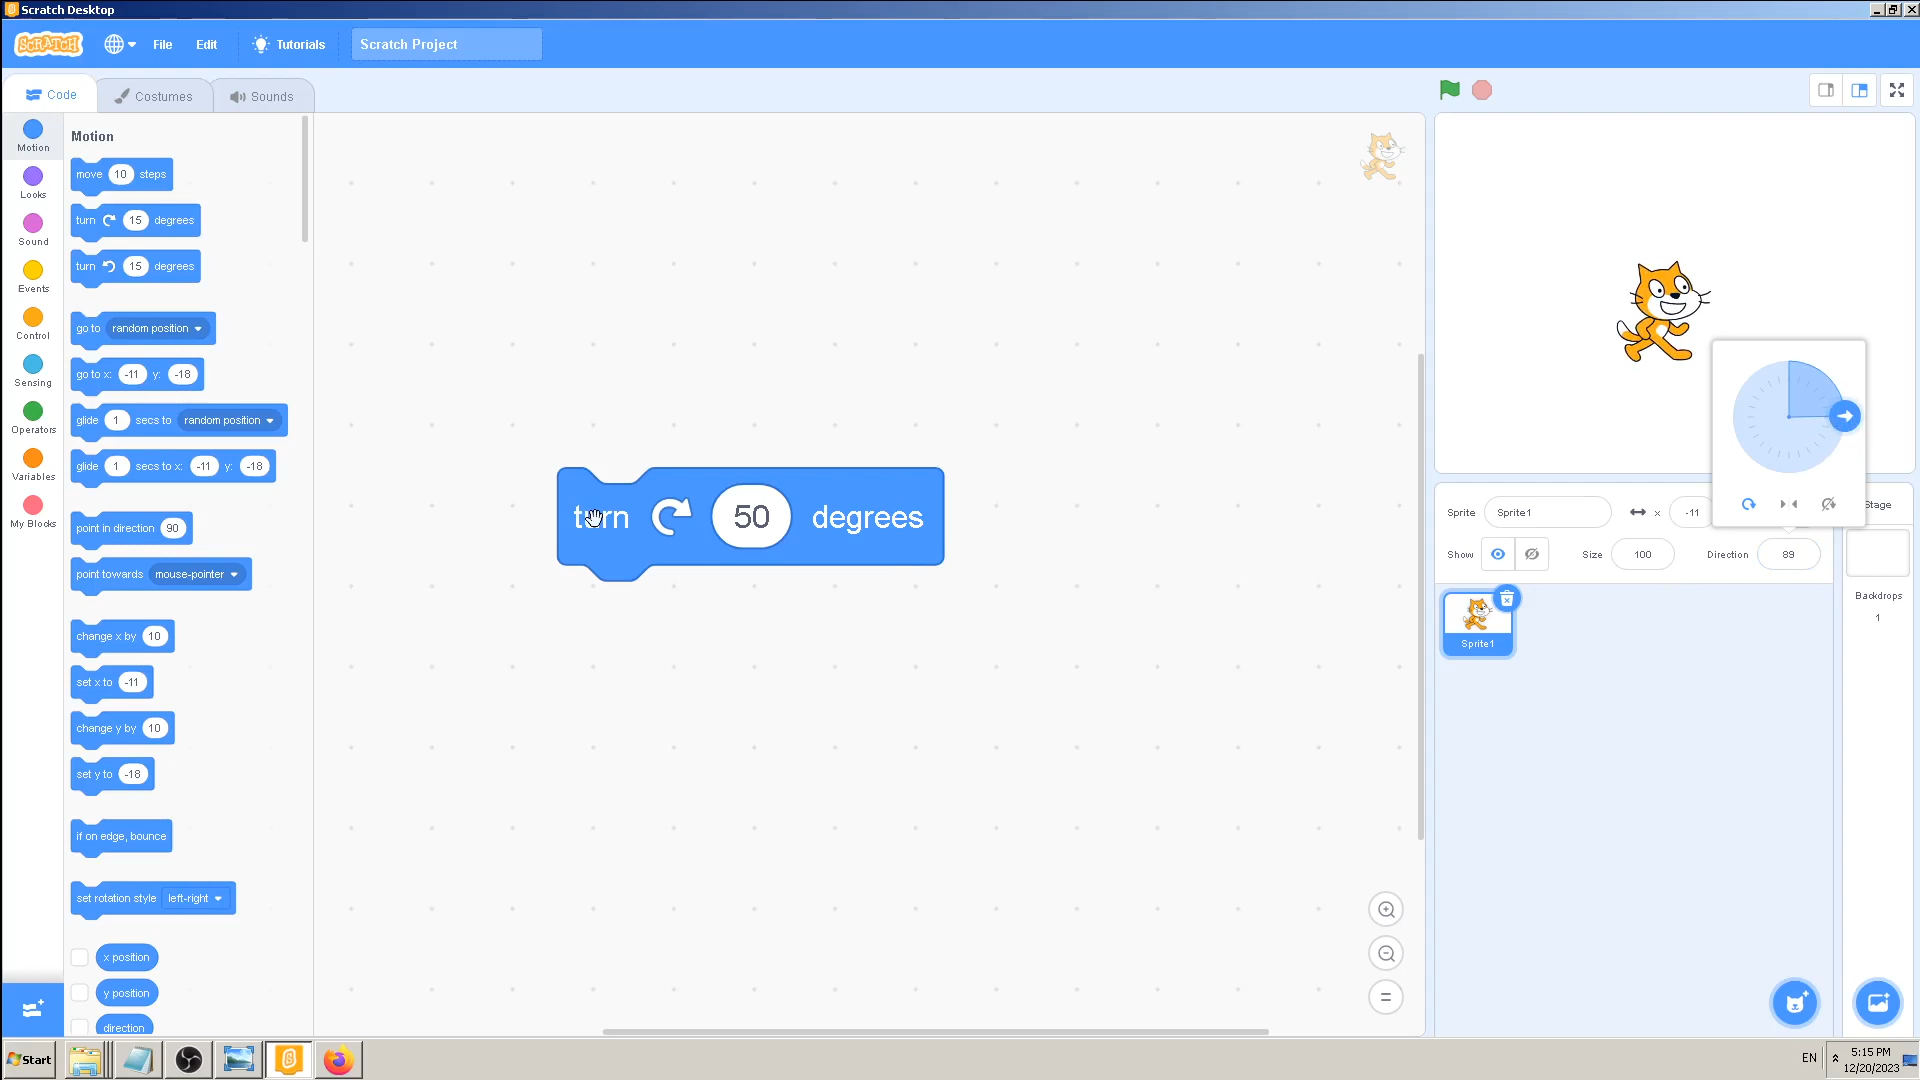 Scratch Desktop
SCRATCH
File
Edit
Tutorials
Scratch Project
Code
Costumes
Sounds
Motion
Looks
Sound
Events
Control
Sensing
Operators
Variables
My Blocks
Motion
move 10 steps
turn 15 degrees
turn 15 degrees
go to random position
go to x: -11 y: -18
glide 1 secs to random position
glide 1 secs to x: -11 y: -18
point in direction 90
point towards mouse-pointer
change x by 10
set x to -11
change y by 10
set y to -18
if on edge, bounce
set rotation style left-right
x position
y position
direction
turn 50 degrees
Sprite Sprite1 x -11
Show Size 100 Direction 89
Sprite1
Stage
Backdrops
1
Start
EN
5:15 PM
12/20/2023